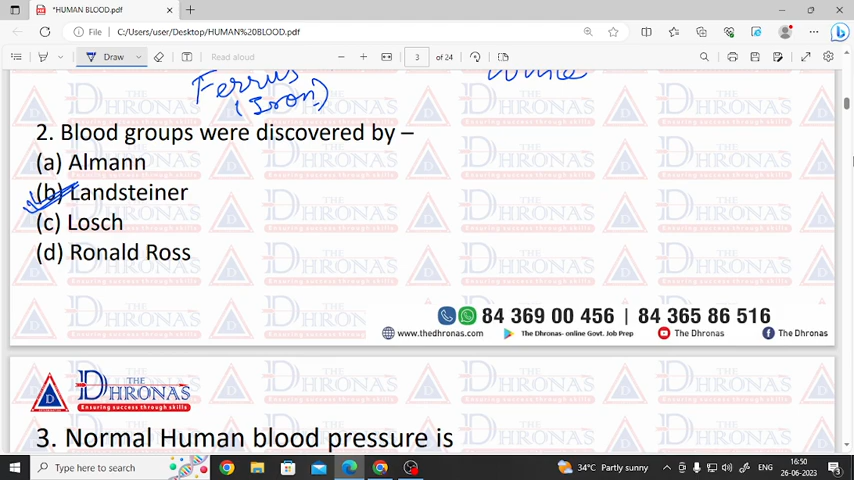 *HUMAN BLOOD.pdf
File
C:/Users/user/Desktop/HUMAN%20BLOOD.pdf
Draw
Read aloud
3
of 24
Ferrus
(Iron)
2. Blood groups were discovered by –
(a) Almann
(b) Landsteiner
(c) Losch
(d) Ronald Ross
84 369 00 456 | 84 365 86 516
www.thedhronas.com
The Dhronas- online Govt. Job Prep
The Dhronas
The Dhronas
THE
DHRONAS
Ensuring success through skills
3. Normal Human blood pressure is
Type here to search
34°C Partly sunny
ENG
16:50
26-06-2023